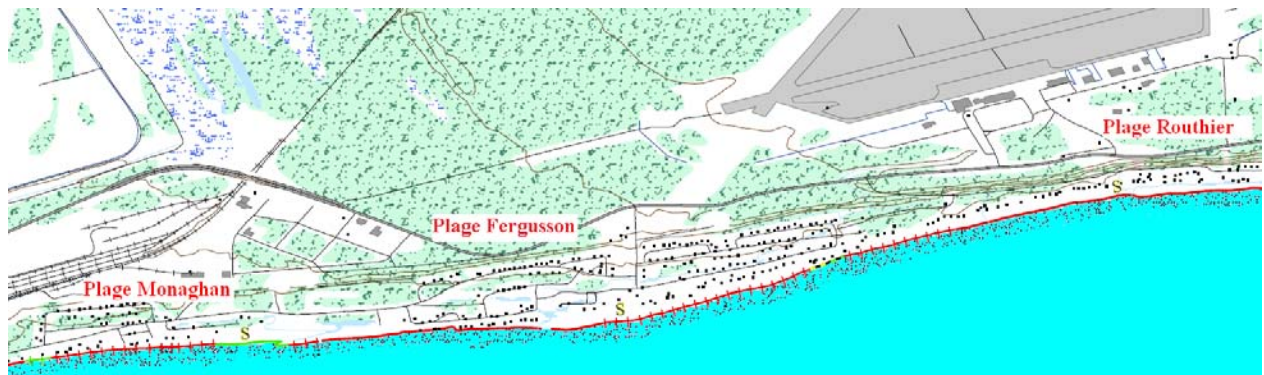 Plage Routhier
S
Plage Fergusson
Plage Monaghan
S
S